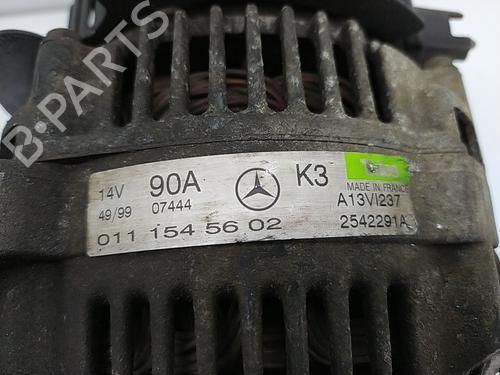 B-PARTS
14V 90A K3
MADE IN FRANCE
49/99 07444 A13VI237
011 154 56 02 2542291A